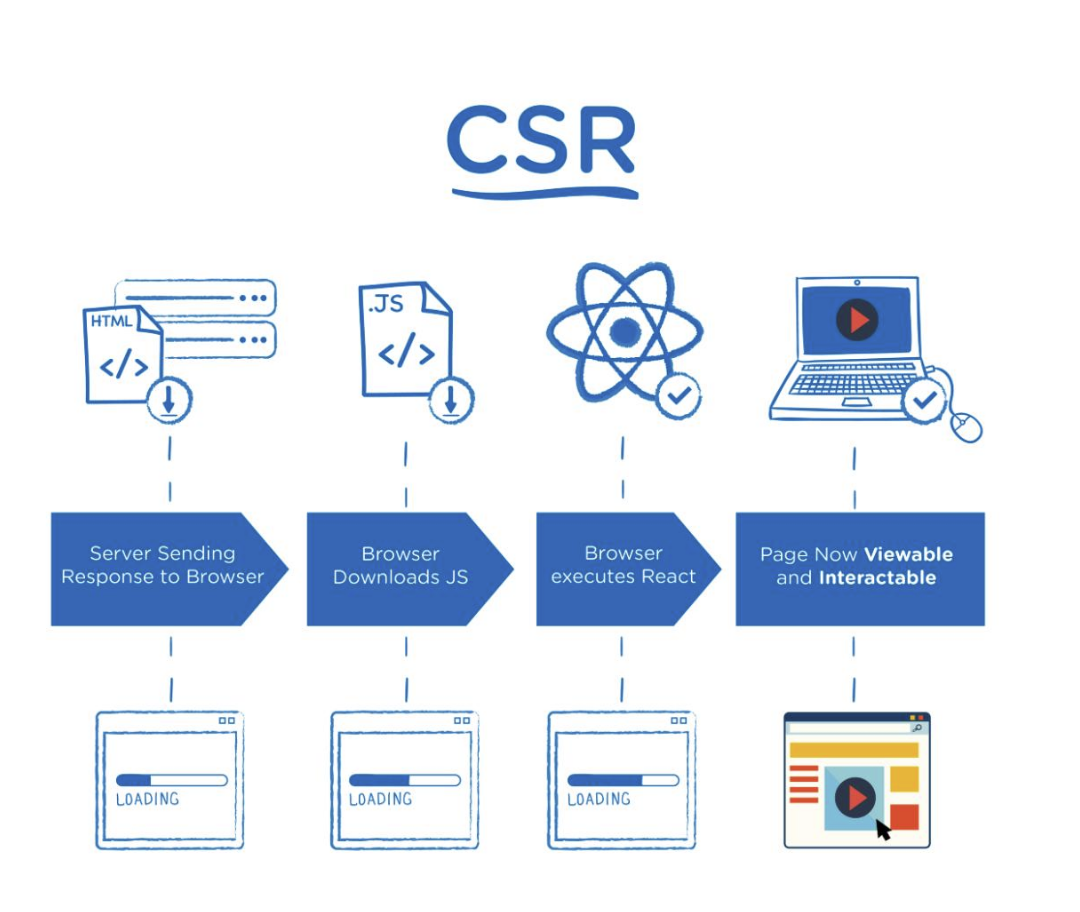 CSR
HTML
</>
.JS
</>
Server Sending
Response to Browser
Browser
Downloads JS
Browser
executes React
Page Now Viewable
and Interactable
LOADING
LOADING
LOADING